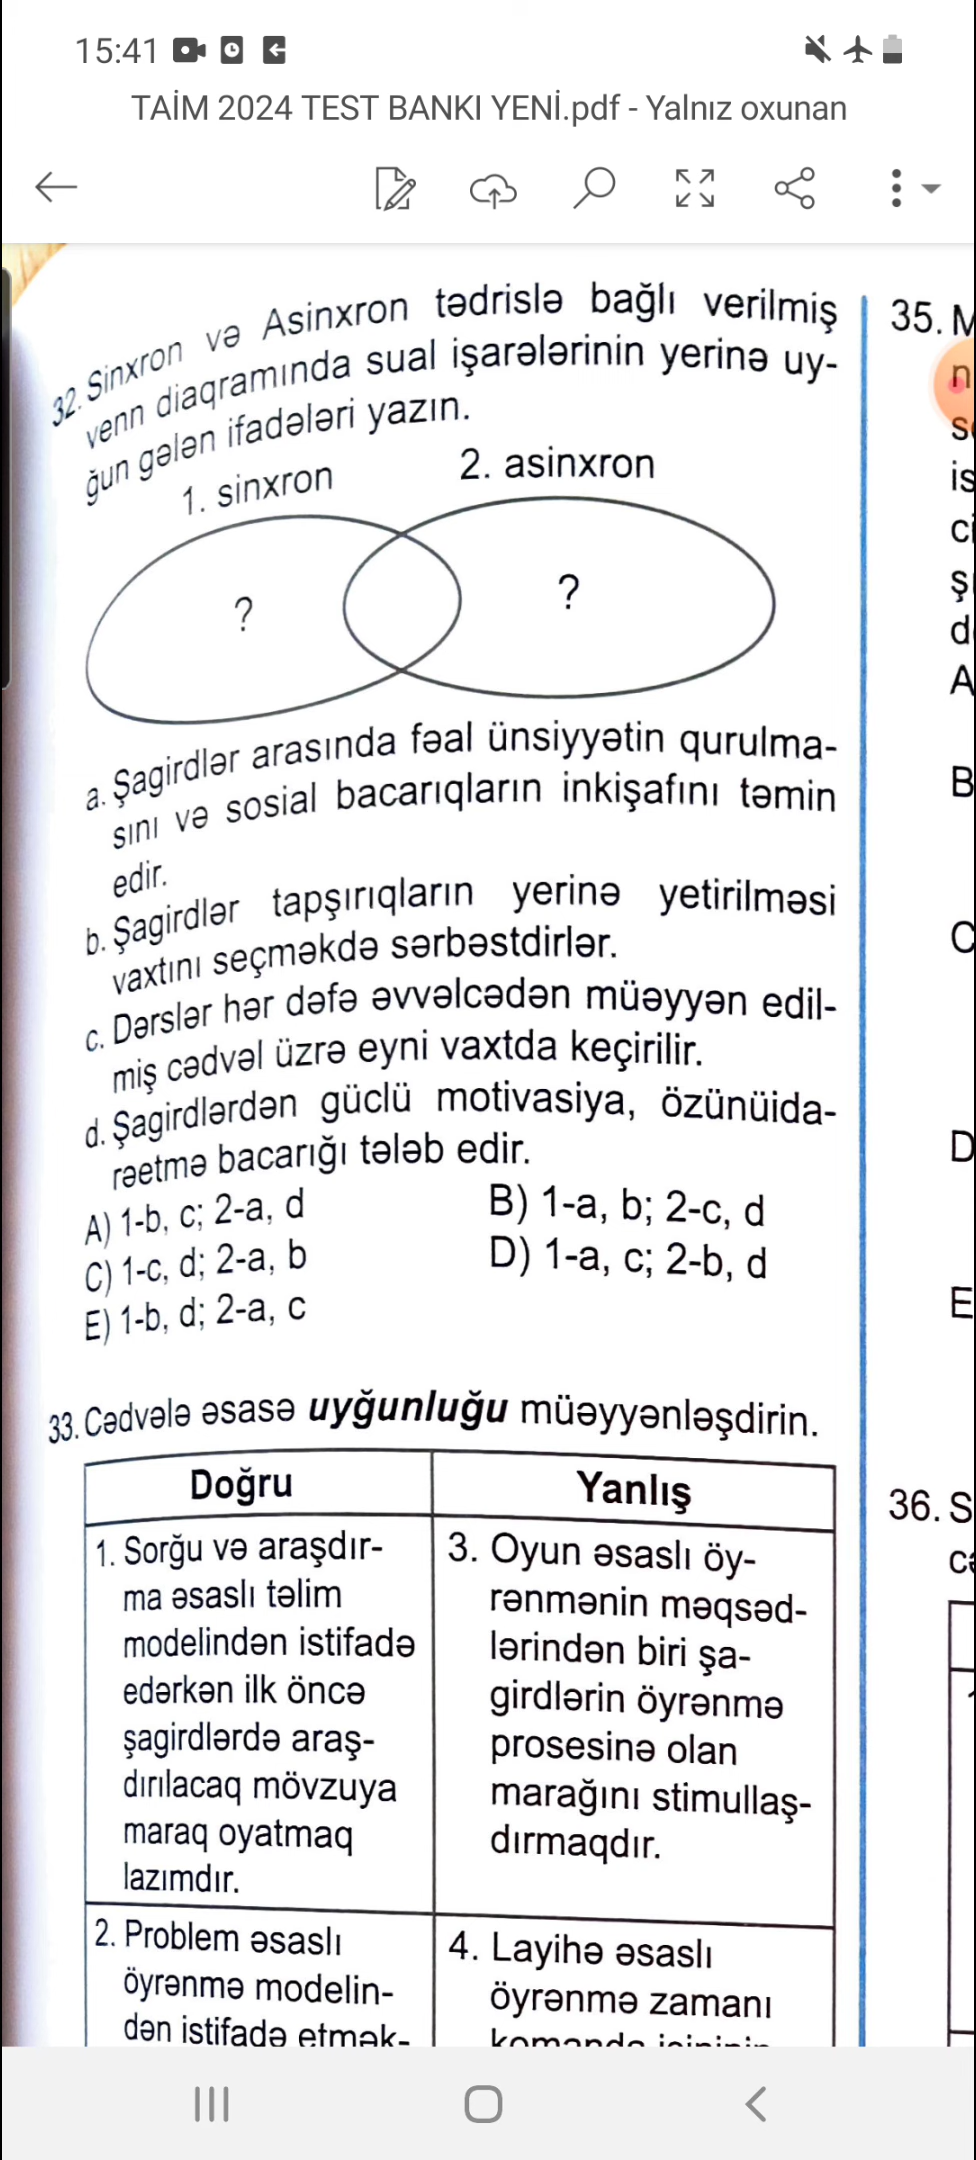 15:41
TAİM 2024 TEST BANKI YENİ.pdf - Yalnız oxunan
32. Sinxron və Asinxron tədrislə bağlı verilmiş
venn diaqramında sual işarələrinin yerinə uy-
ğun gələn ifadələri yazın.
1. sinxron
2. asinxron
?
?
a. Şagirdlər arasında fəal ünsiyyətin qurulma-
sını və sosial bacarıqların inkişafını təmin
edir.
b. Şagirdlər tapşırıqların yerinə yetirilməsi
vaxtını seçməkdə sərbəstdirlər.
c. Dərslər hər dəfə əvvəlcədən müəyyən edil-
miş cədvəl üzrə eyni vaxtda keçirilir.
d. Şagirdlərdən güclü motivasiya, özünüida-
rəetmə bacarığı tələb edir.
A) 1-b, c; 2-a, d
B) 1-a, b; 2-c, d
C) 1-c, d; 2-a, b
D) 1-a, c; 2-b, d
E) 1-b, d; 2-a, c
33. Cədvələ əsasə uyğunluğu müəyyənləşdirin.
Doğru
Yanlış
1. Sorğu və araşdır-
ma əsaslı təlim
modelindən istifadə
edərkən ilk öncə
şagirdlərdə araş-
dırılacaq mövzuya
maraq oyatmaq
lazımdır.
3. Oyun əsaslı öy-
rənmənin məqsəd-
lərindən biri şa-
girdlərin öyrənmə
prosesinə olan
marağını stimullaş-
dırmaqdır.
2. Problem əsaslı
öyrənmə modelin-
dən istifadə etmək-
4. Layihə əsaslı
öyrənmə zamanı
35.
A
B
C
D
E
36.